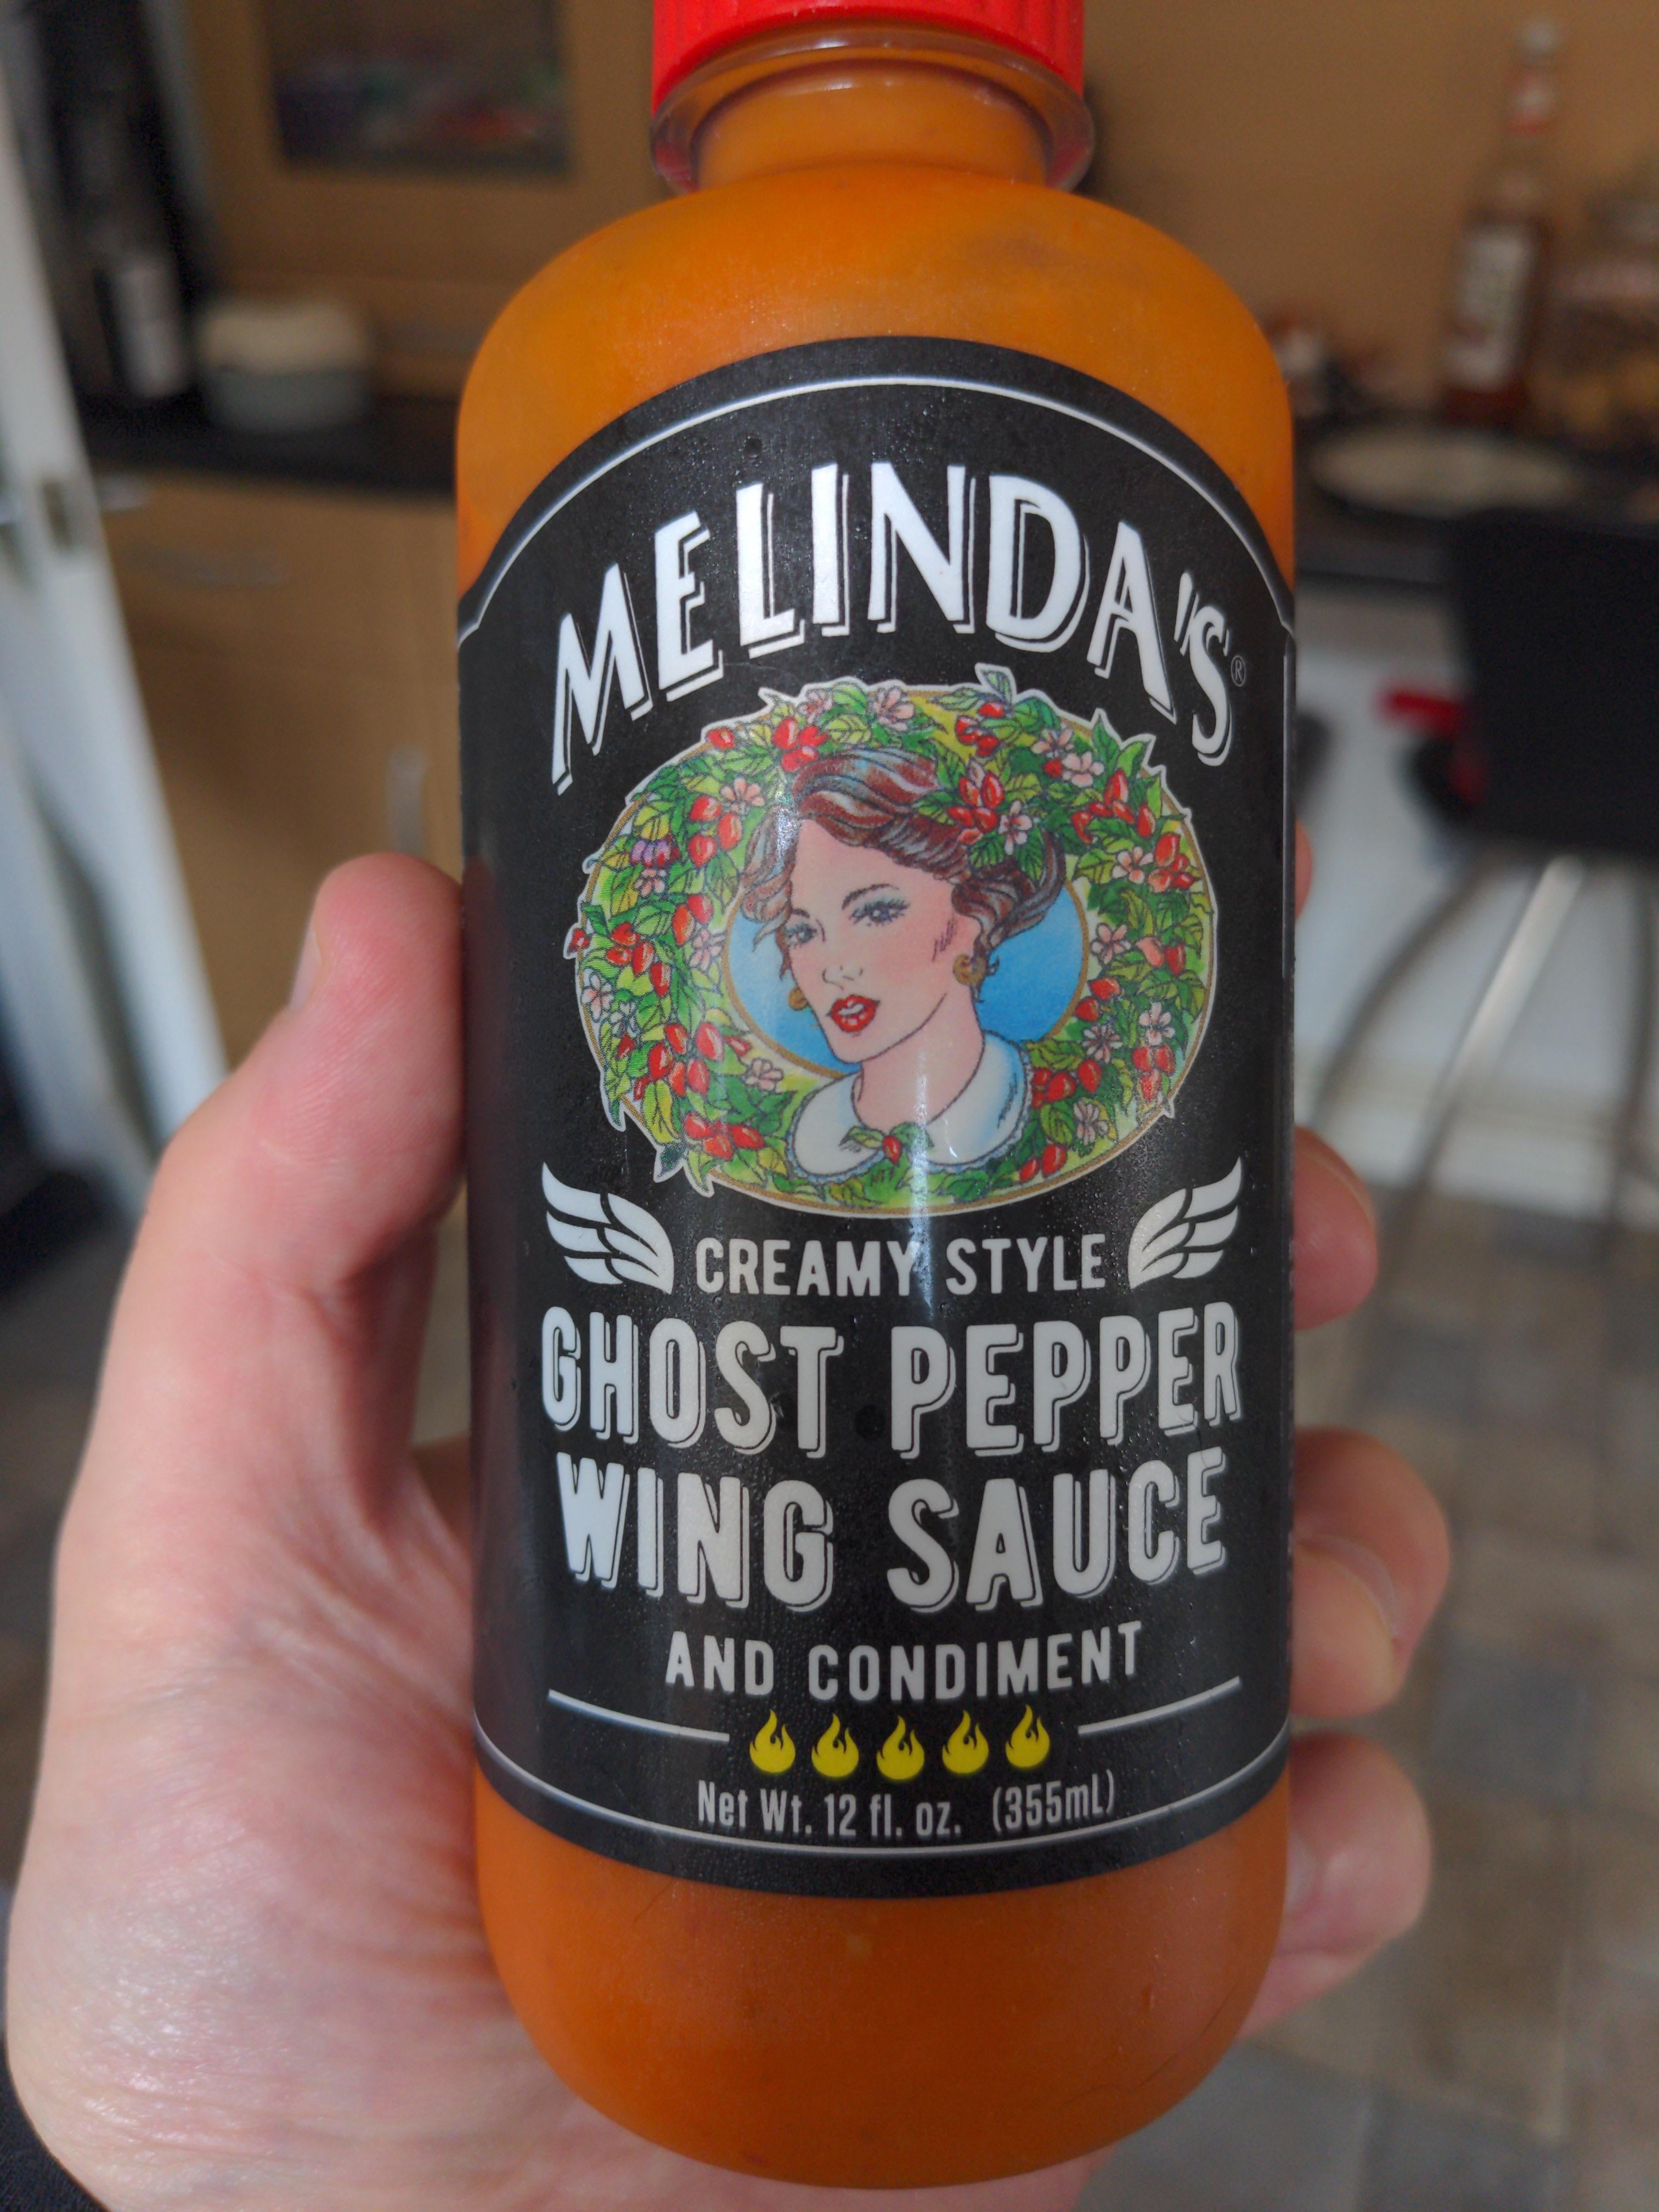 MELINDA'S®
CREAMY STYLE
GHOST PEPPER
WING SAUCE
AND CONDIMENT
Net Wt. 12 fl. oz. (355mL)